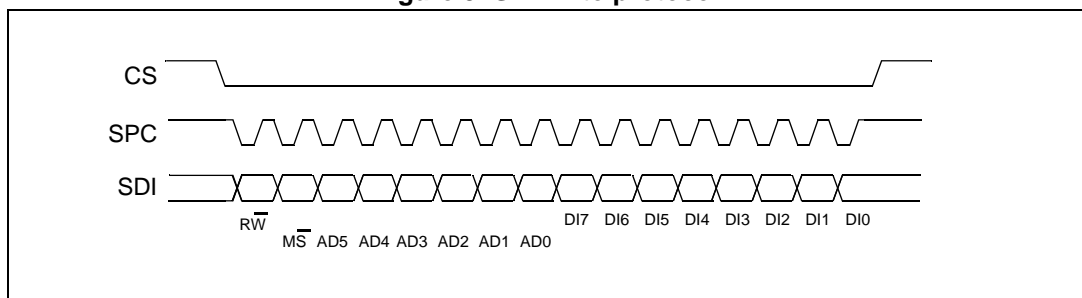 CS
SPC
SDI
RW̅ DI7 DI6 DI5 DI4 DI3 DI2 DI1 DI0
MS̅ AD5 AD4 AD3 AD2 AD1 AD0